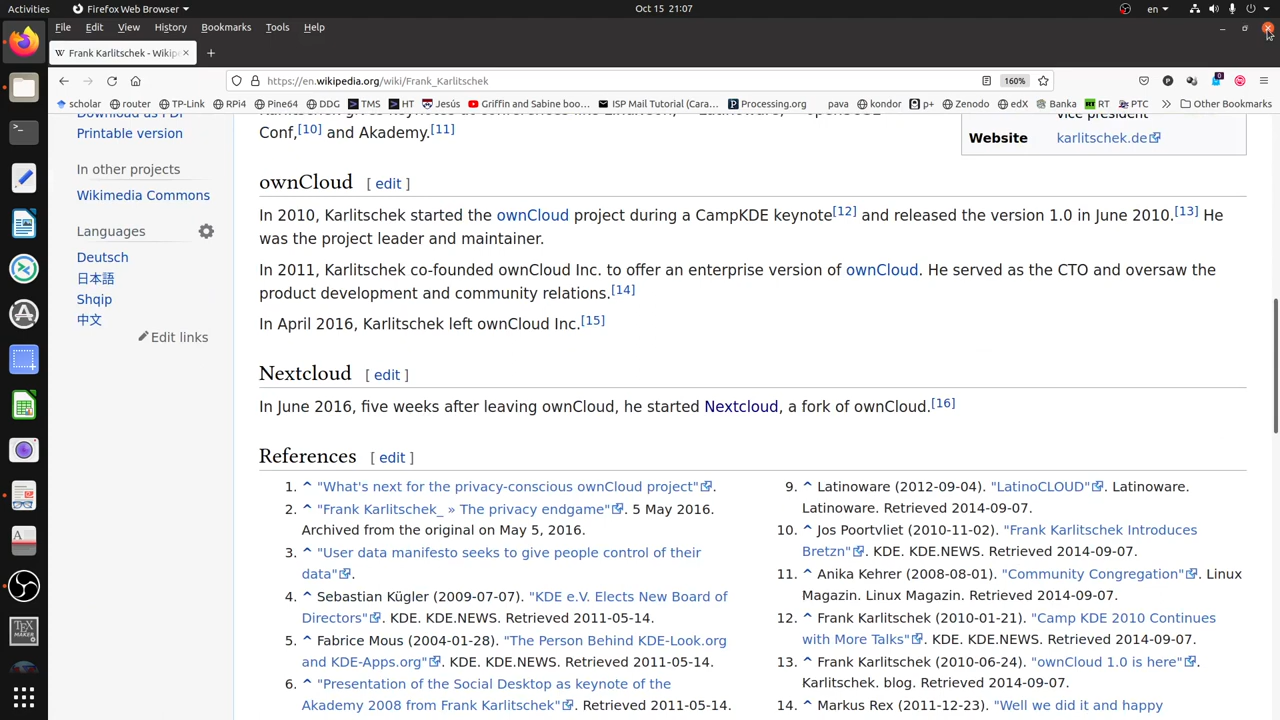 Activities Firefox Web Browser Oct 15 21:07 en
File Edit View History Bookmarks Tools Help
W Frank Karlitschek - Wikip
https://en.wikipedia.org/wiki/Frank_Karlitschek 160%
scholar router TP-Link RPi4 Pine64 DDG TMS HT Jesús Griffin and Sabine boo... ISP Mail Tutorial (Cara... Processing.org pava kondor p+ Zenodo edX Banka RT PTC Other Bookmarks
Download as PDF
Printable version
In other projects
Wikimedia Commons
Languages
Deutsch
日本語
Shqip
中文
Edit links
Conf,[10] and Akademy.[11]
vice president
Website karlitschek.de
ownCloud [ edit ]
In 2010, Karlitschek started the ownCloud project during a CampKDE keynote[12] and released the version 1.0 in June 2010.[13] He
was the project leader and maintainer.
In 2011, Karlitschek co-founded ownCloud Inc. to offer an enterprise version of ownCloud. He served as the CTO and oversaw the
product development and community relations.[14]
In April 2016, Karlitschek left ownCloud Inc.[15]
Nextcloud [ edit ]
In June 2016, five weeks after leaving ownCloud, he started Nextcloud, a fork of ownCloud.[16]
References [ edit ]
1. ^ "What's next for the privacy-conscious ownCloud project".
2. ^ "Frank Karlitschek_ » The privacy endgame". 5 May 2016.
Archived from the original on May 5, 2016.
3. ^ "User data manifesto seeks to give people control of their
data".
4. ^ Sebastian Kügler (2009-07-07). "KDE e.V. Elects New Board of
Directors". KDE. KDE.NEWS. Retrieved 2011-05-14.
5. ^ Fabrice Mous (2004-01-28). "The Person Behind KDE-Look.org
and KDE-Apps.org". KDE. KDE.NEWS. Retrieved 2011-05-14.
6. ^ "Presentation of the Social Desktop as keynote of the
Akademy 2008 from Frank Karlitschek". Retrieved 2011-05-14.
9. ^ Latinoware (2012-09-04). "LatinoCLOUD". Latinoware.
Latinoware. Retrieved 2014-09-07.
10. ^ Jos Poortvliet (2010-11-02). "Frank Karlitschek Introduces
Bretzn". KDE. KDE.NEWS. Retrieved 2014-09-07.
11. ^ Anika Kehrer (2008-08-01). "Community Congregation". Linux
Magazin. Linux Magazin. Retrieved 2014-09-07.
12. ^ Frank Karlitschek (2010-01-21). "Camp KDE 2010 Continues
with More Talks". KDE. KDE.NEWS. Retrieved 2014-09-07.
13. ^ Frank Karlitschek (2010-06-24). "ownCloud 1.0 is here".
Karlitschek. blog. Retrieved 2014-09-07.
14. ^ Markus Rex (2011-12-23). "Well we did it and happy